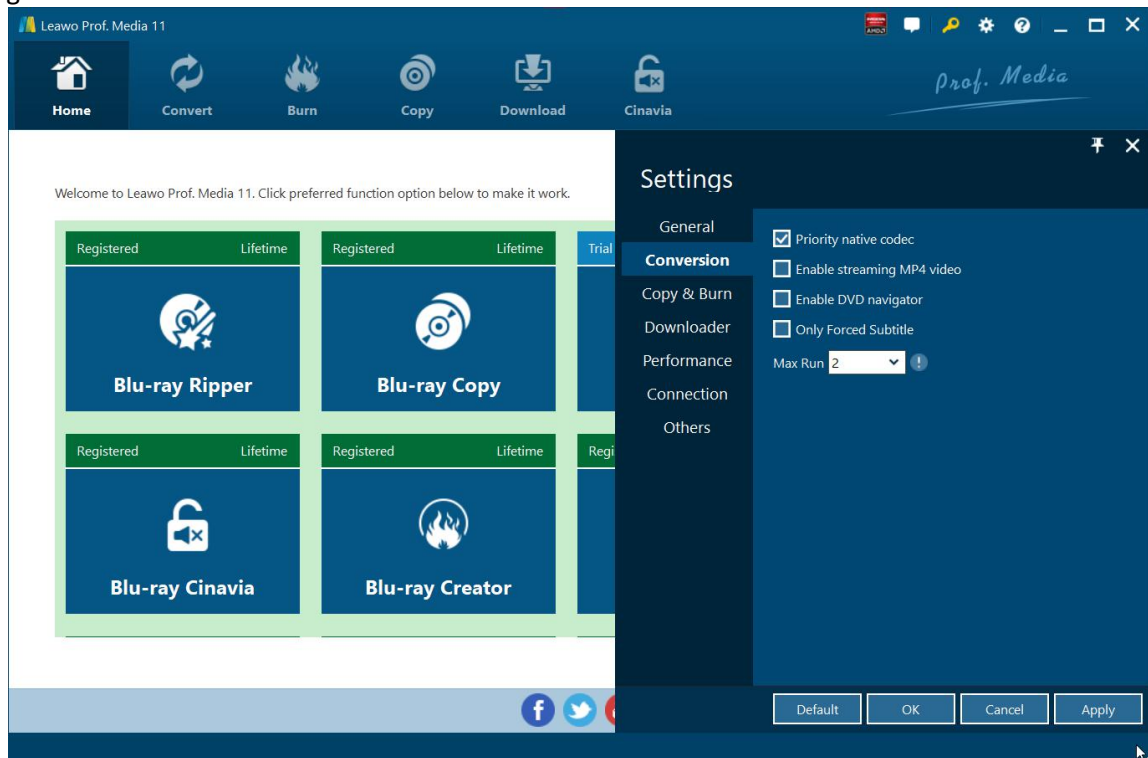 Leawo Prof. Media 11
AMD
Home Convert Burn Copy Download Cinavia
Prof. Media
Welcome to Leawo Prof. Media 11. Click preferred function option below to make it work.
Registered Lifetime
Blu-ray Ripper
Registered Lifetime
Blu-ray Copy
Trial
Registered Lifetime
Blu-ray Cinavia
Registered Lifetime
Blu-ray Creator
Regi
Settings
General
Conversion
Copy & Burn
Downloader
Performance
Connection
Others
Priority native codec
Enable streaming MP4 video
Enable DVD navigator
Only Forced Subtitle
Max Run 2
Default OK Cancel Apply